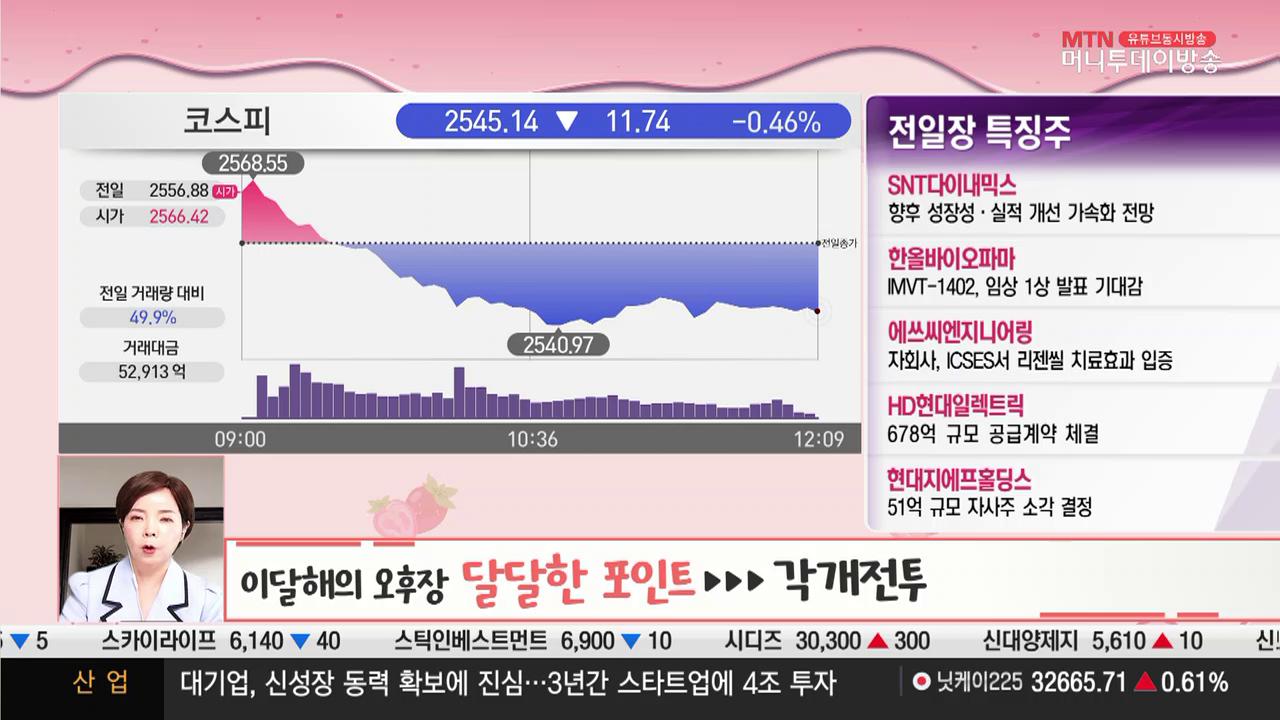 MTN 유튜브동시방송
머니투데이방송
코스피 2545.14 ▼ 11.74 -0.46%
2568.55
전일 2556.88 시가
시가 2566.42
전일종가
전일 거래량 대비
49.9%
거래대금
52,913 억
2540.97
09:00 10:36 12:09
전일장 특징주
SNT다이내믹스
향후 성장성·실적 개선 가속화 전망
한올바이오파마
IMVT-1402, 임상 1상 발표 기대감
에쓰씨엔지니어링
자회사, ICSES서 리젠씰 치료효과 입증
HD현대일렉트릭
678억 규모 공급계약 체결
현대지에프홀딩스
51억 규모 자사주 소각 결정
이달해의 오후장 달달한 포인트 ▶▶▶ 각개전투
▼ 5 스카이라이프 6,140 ▼ 40 스틱인베스트먼트 6,900 ▼ 10 시디즈 30,300 ▲ 300 신대양제지 5,610 ▲ 10
산업 대기업, 신성장 동력 확보에 진심…3년간 스타트업에 4조 투자 닛케이225 32665.71 ▲ 0.61%